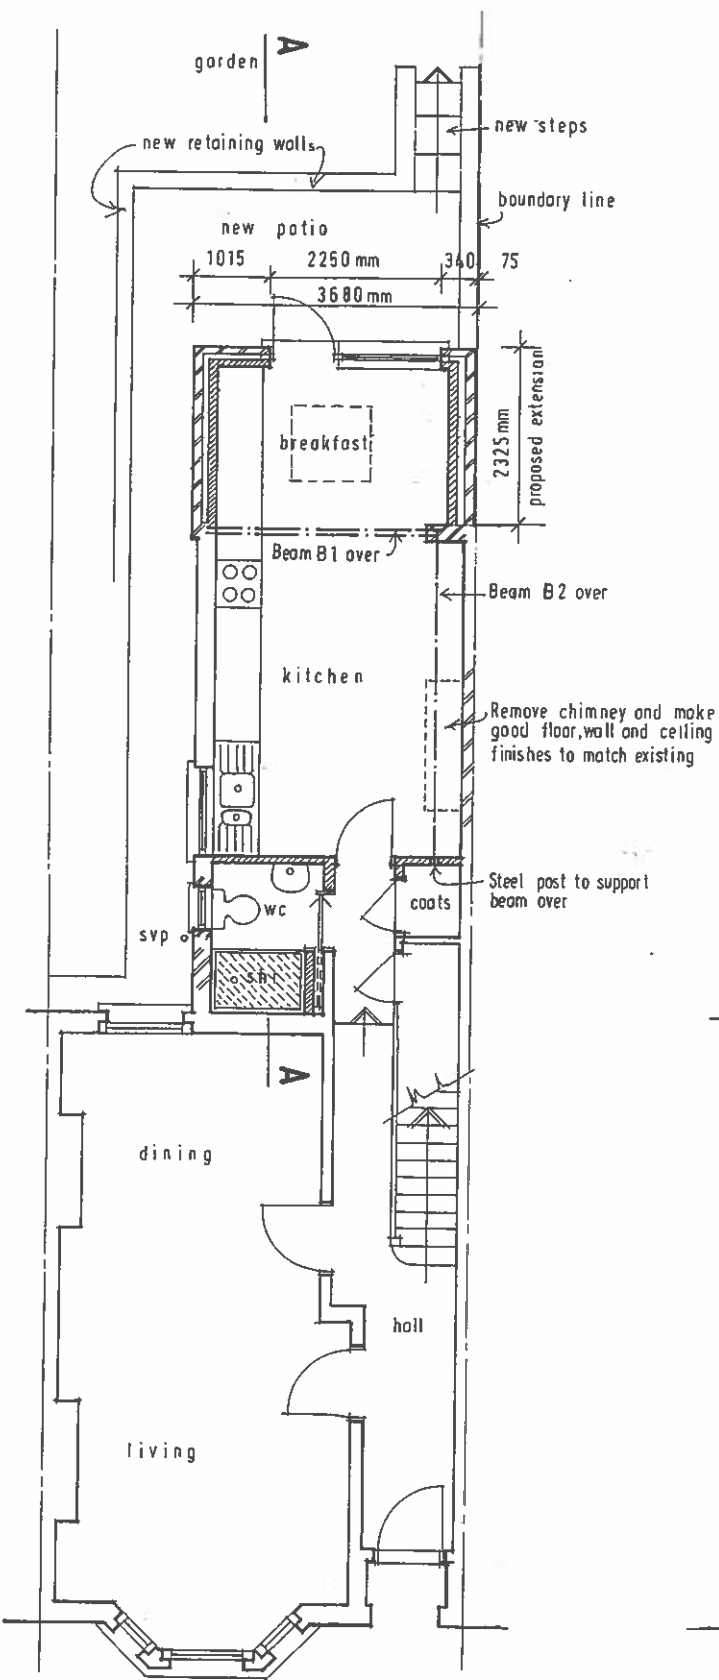 A
garden
new steps
new retaining walls
boundary line
new patio
1015 2250 mm 340 75
3680 mm
2325 mm
proposed extension
breakfast
Beam B1 over
Beam B2 over
kitchen
Remove chimney and make
good floor, wall and ceiling
finishes to match existing
Steel post to support
beam over
coats
wc
svp
shr
A
dining
hall
living